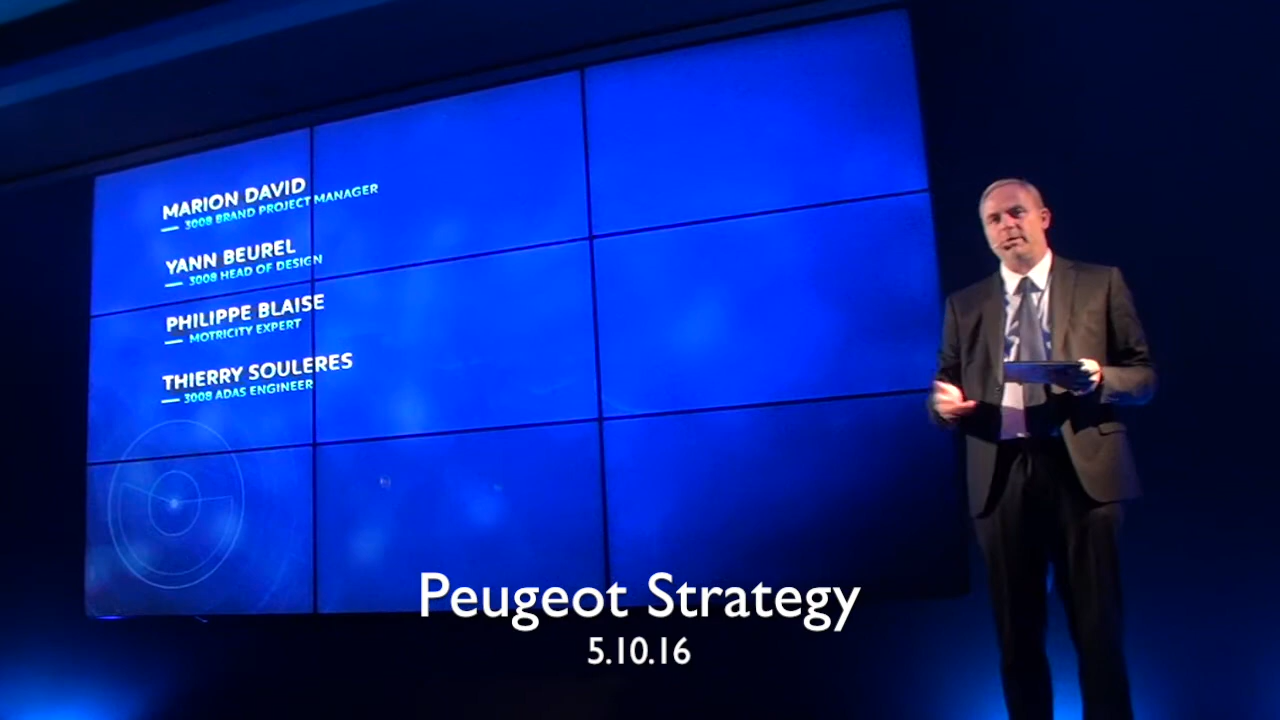 MARION DAVID
3008 BRAND PROJECT MANAGER
YANN BEUREL
3008 HEAD OF DESIGN
PHILIPPE BLAISE
MOTRICITY EXPERT
THIERRY SOULERES
3008 ADAS ENGINEER
Peugeot Strategy
5.10.16